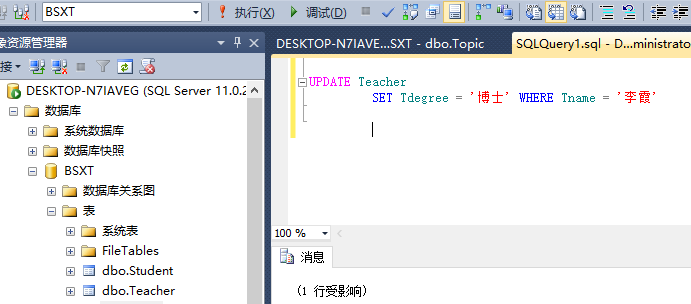 BSXT
执行(X)
调试(D)
象资源管理器
接
DESKTOP-N7IAVEG (SQL Server 11.0.2
数据库
系统数据库
数据库快照
BSXT
数据库关系图
表
系统表
FileTables
dbo.Student
dbo.Teacher
DESKTOP-N7IAVE...SXT - dbo.Topic
SQLQuery1.sql - D...ministrato
UPDATE Teacher
SET Tdegree = '博士' WHERE Tname = '李霞'
100 %
消息
(1 行受影响)